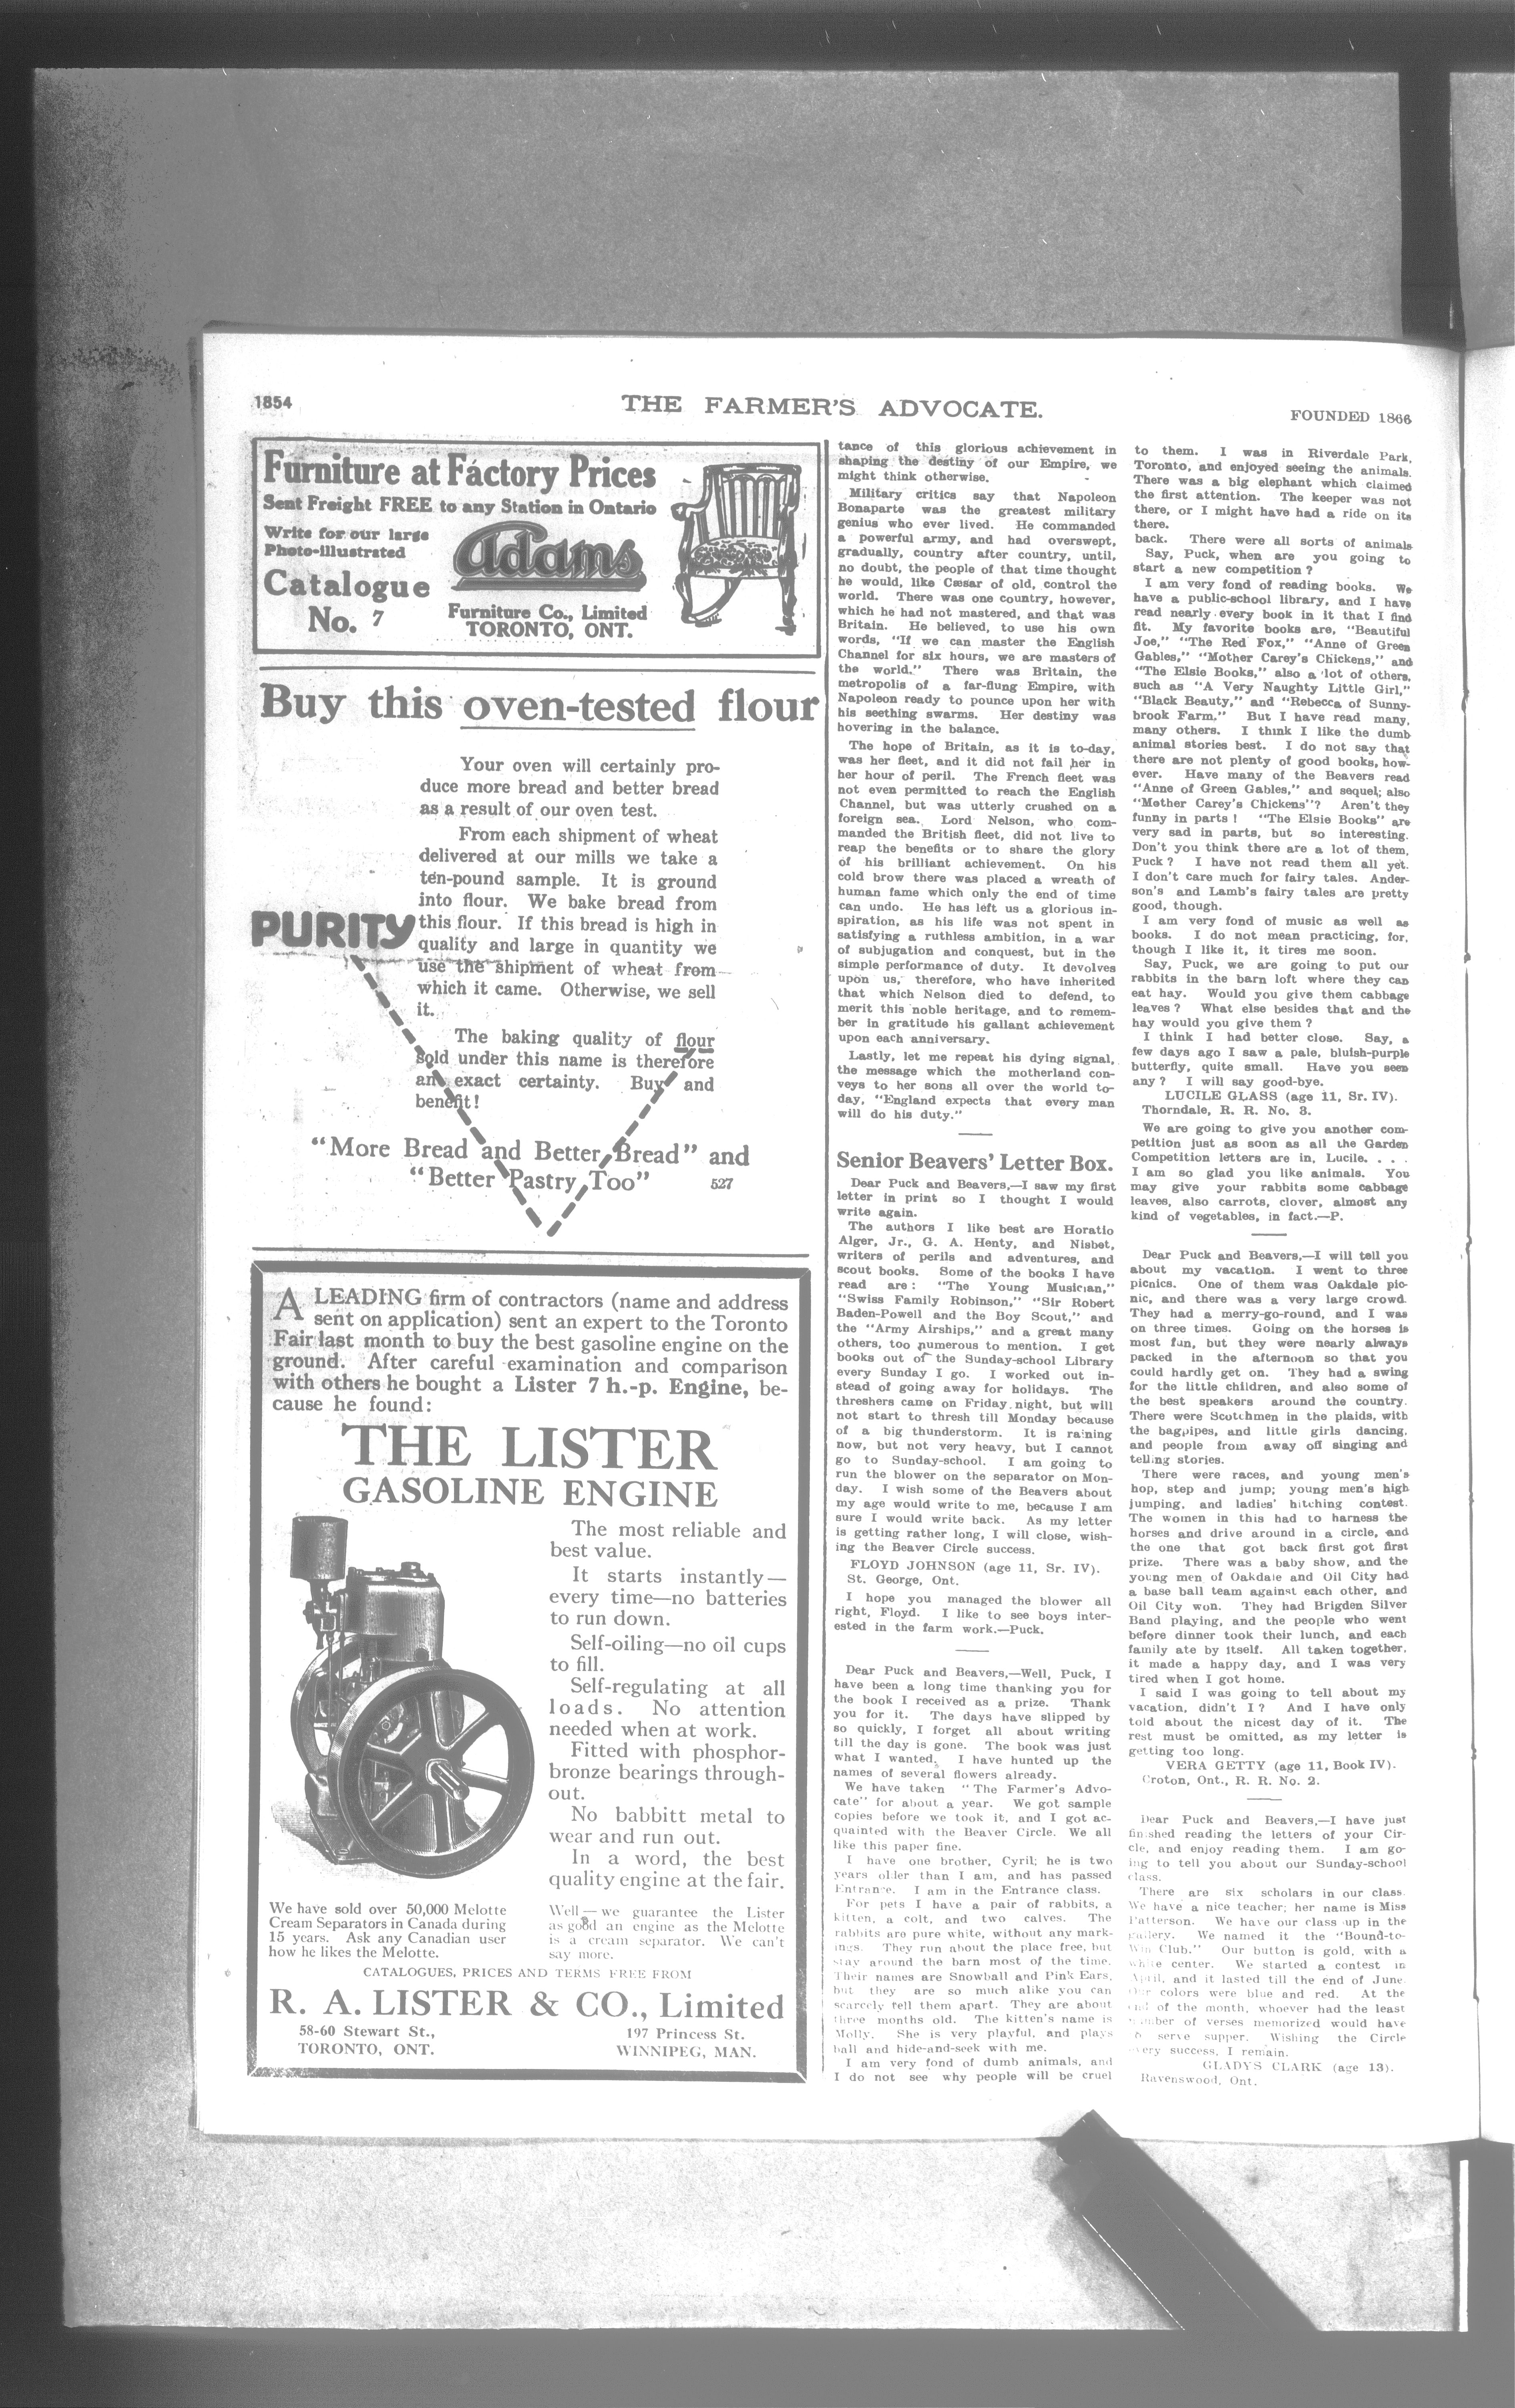 1854
THE FARMER'S ADVOCATE.
FOUNDED 1866
Furniture at Factory Prices
Sent Freight FREE to any Station in Ontario
Write for our large
Photo-Illustrated
Catalogue
No. 7
Adams
Furniture Co., Limited
TORONTO, ONT.
Buy this oven-tested flour
Your oven will certainly pro-
duce more bread and better bread
as a result of our oven test.
From each shipment of wheat
delivered at our mills we take a
ten-pound sample. It is ground
into flour. We bake bread from
this flour. If this bread is high in
quality and large in quantity we
use the shipment of wheat from
which it came. Otherwise, we sell
it.
PURITY
The baking quality of flour
sold under this name is therefore
an exact certainty. Buy and
benefit!
"More Bread and Better Bread" and
"Better Pastry Too"
527
A LEADING firm of contractors (name and address
sent on application) sent an expert to the Toronto
Fair last month to buy the best gasoline engine on the
ground. After careful examination and comparison
with others he bought a Lister 7 h.-p. Engine, be-
cause he found:
THE LISTER
GASOLINE ENGINE
The most reliable and
best value.
It starts instantly—
every time—no batteries
to run down.
Self-oiling—no oil cups
to fill.
Self-regulating at all
loads. No attention
needed when at work.
Fitted with phosphor-
bronze bearings through-
out.
No babbitt metal to
wear and run out.
In a word, the best
quality engine at the fair.
We have sold over 50,000 Melotte
Cream Separators in Canada during
15 years. Ask any Canadian user
how he likes the Melotte.
Well—we guarantee the Lister
as good an engine as the Melotte
is a cream separator. We can't
say more.
CATALOGUES, PRICES AND TERMS FREE FROM
R. A. LISTER & CO., Limited
58-60 Stewart St.,
TORONTO, ONT.
197 Princess St.
WINNIPEG, MAN.
tance of this glorious achievement in
shaping the destiny of our Empire, we
might think otherwise.
Military critics say that Napoleon
Bonaparte was the greatest military
genius who ever lived. He commanded
a powerful army, and had overswept,
gradually, country after country, until,
no doubt, the people of that time thought
he would, like Cæsar of old, control the
world. There was one country, however,
which he had not mastered, and that was
Britain. He believed, to use his own
words, "If we can master the English
Channel for six hours, we are masters of
the world." There was Britain, the
metropolis of a far-flung Empire, with
Napoleon ready to pounce upon her with
his seething swarms. Her destiny was
hovering in the balance.
The hope of Britain, as it is to-day,
was her fleet, and it did not fail her in
her hour of peril. The French fleet was
not even permitted to reach the English
Channel, but was utterly crushed on a
foreign sea. Lord Nelson, who com-
manded the British fleet, did not live to
reap the benefits or to share the glory
of his brilliant achievement. On his
cold brow there was placed a wreath of
human fame which only the end of time
can undo. He has left us a glorious in-
spiration, as his life was not spent in
satisfying a ruthless ambition, in a war
of subjugation and conquest, but in the
simple performance of duty. It devolves
upon us, therefore, who have inherited
that which Nelson died to defend, to
merit this noble heritage, and to remem-
ber in gratitude his gallant achievement
upon each anniversary.
Lastly, let me repeat his dying signal,
the message which the motherland con-
veys to her sons all over the world to-
day, "England expects that every man
will do his duty."
Senior Beavers' Letter Box.
Dear Puck and Beavers,—I saw my first
letter in print so I thought I would
write again.
The authors I like best are Horatio
Alger, Jr., G. A. Henty, and Nisbet,
writers of perils and adventures, and
scout books. Some of the books I have
read are: "The Young Musician,"
"Swiss Family Robinson," "Sir Robert
Baden-Powell and the Boy Scout," and
the "Army Airships," and a great many
others, too numerous to mention. I get
books out of the Sunday-school Library
every Sunday I go. I worked out in-
stead of going away for holidays. The
threshers came on Friday night, but will
not start to thresh till Monday because
of a big thunderstorm. It is raining
now, but not very heavy, but I cannot
go to Sunday-school. I am going to
run the blower on the separator on Mon-
day. I wish some of the Beavers about
my age would write to me, because I am
sure I would write back. As my letter
is getting rather long, I will close, wish-
ing the Beaver Circle success.
FLOYD JOHNSON (age 11, Sr. IV).
St. George, Ont.
I hope you managed the blower all
right, Floyd. I like to see boys inter-
ested in the farm work.—Puck.
Dear Puck and Beavers,—Well, Puck, I
have been a long time thanking you for
the book I received as a prize. Thank
you for it. The days have slipped by
so quickly, I forget all about writing
till the day is gone. The book was just
what I wanted. I have hunted up the
names of several flowers already.
We have taken "The Farmer's Advo-
cate" for about a year. We got sample
copies before we took it, and I got ac-
quainted with the Beaver Circle. We all
like this paper fine.
I have one brother, Cyril; he is two
years older than I am, and has passed
Entrance. I am in the Entrance class.
For pets I have a pair of rabbits, a
kitten, a colt, and two calves. The
rabbits are pure white, without any mark-
ings. They run about the place free, but
stay around the barn most of the time.
Their names are Snowball and Pink Ears,
but they are so much alike you can
scarcely tell them apart. They are about
three months old. The kitten's name is
Molly. She is very playful, and plays
ball and hide-and-seek with me.
I am very fond of dumb animals, and
I do not see why people will be cruel
to them. I was in Riverdale Park,
Toronto, and enjoyed seeing the animals.
There was a big elephant which claimed
the first attention. The keeper was not
there, or I might have had a ride on its
there.
back. There were all sorts of animals
Say, Puck, when are you going to
start a new competition?
I am very fond of reading books. We
have a public-school library, and I have
read nearly every book in it that I find
fit. My favorite books are, "Beautiful
Joe," "The Red Fox," "Anne of Green
Gables," "Mother Carey's Chickens," and
"The Elsie Books," also a lot of others,
such as "A Very Naughty Little Girl,"
"Black Beauty," and "Rebecca of Sunny-
brook Farm." But I have read many,
many others. I think I like the dumb
animal stories best. I do not say that
there are not plenty of good books, how-
ever. Have many of the Beavers read
"Anne of Green Gables," and sequel; also
"Mother Carey's Chickens"? Aren't they
funny in parts! "The Elsie Books" are
very sad in parts, but so interesting.
Don't you think there are a lot of them,
Puck? I have not read them all yet.
I don't care much for fairy tales. Ander-
son's and Lamb's fairy tales are pretty
good, though.
I am very fond of music as well as
books. I do not mean practicing, for,
though I like it, it tires me soon.
Say, Puck, we are going to put our
rabbits in the barn loft where they can
eat hay. Would you give them cabbage
leaves? What else besides that and the
hay would you give them?
I think I had better close. Say, a
few days ago I saw a pale, bluish-purple
butterfly, quite small. Have you seen
any? I will say good-bye.
LUCILE GLASS (age 11, Sr. IV).
Thorndale, R. R. No. 3.
We are going to give you another com-
petition just as soon as all the Garden
Competition letters are in, Lucile. . . .
I am so glad you like animals. You
may give your rabbits some cabbage
leaves, also carrots, clover, almost any
kind of vegetables, in fact.—P.
Dear Puck and Beavers,—I will tell you
about my vacation. I went to three
picnics. One of them was Oakdale pic-
nic, and there was a very large crowd.
They had a merry-go-round, and I was
on three times. Going on the horses is
most fun, but they were nearly always
packed in the afternoon so that you
could hardly get on. They had a swing
for the little children, and also some of
the best speakers around the country.
There were Scotchmen in the plaids, with
the bagpipes, and little girls dancing,
and people from away off singing and
telling stories.
There were races, and young men's
hop, step and jump; young men's high
jumping, and ladies' hitching contest.
The women in this had to harness the
horses and drive around in a circle, and
the one that got back first got first
prize. There was a baby show, and the
young men of Oakdale and Oil City had
a base ball team against each other, and
Oil City won. They had Brigden Silver
Band playing, and the people who went
before dinner took their lunch, and each
family ate by itself. All taken together,
it made a happy day, and I was very
tired when I got home.
I said I was going to tell about my
vacation, didn't I? And I have only
told about the nicest day of it. The
rest must be omitted, as my letter is
getting too long.
VERA GETTY (age 11, Book IV).
Croton, Ont., R. R. No. 2.
Dear Puck and Beavers,—I have just
finished reading the letters of your Cir-
cle, and enjoy reading them. I am go-
ing to tell you about our Sunday-school
class.
There are six scholars in our class.
We have a nice teacher; her name is Miss
Patterson. We have our class up in the
gallery. We named it the "Bound-to-
Win Club." Our button is gold, with a
white center. We started a contest in
April, and it lasted till the end of June.
Our colors were blue and red. At the
end of the month, whoever had the least
number of verses memorized would have
to serve supper. Wishing the Circle
every success, I remain.
GLADYS CLARK (age 13).
Ravenswood, Ont.